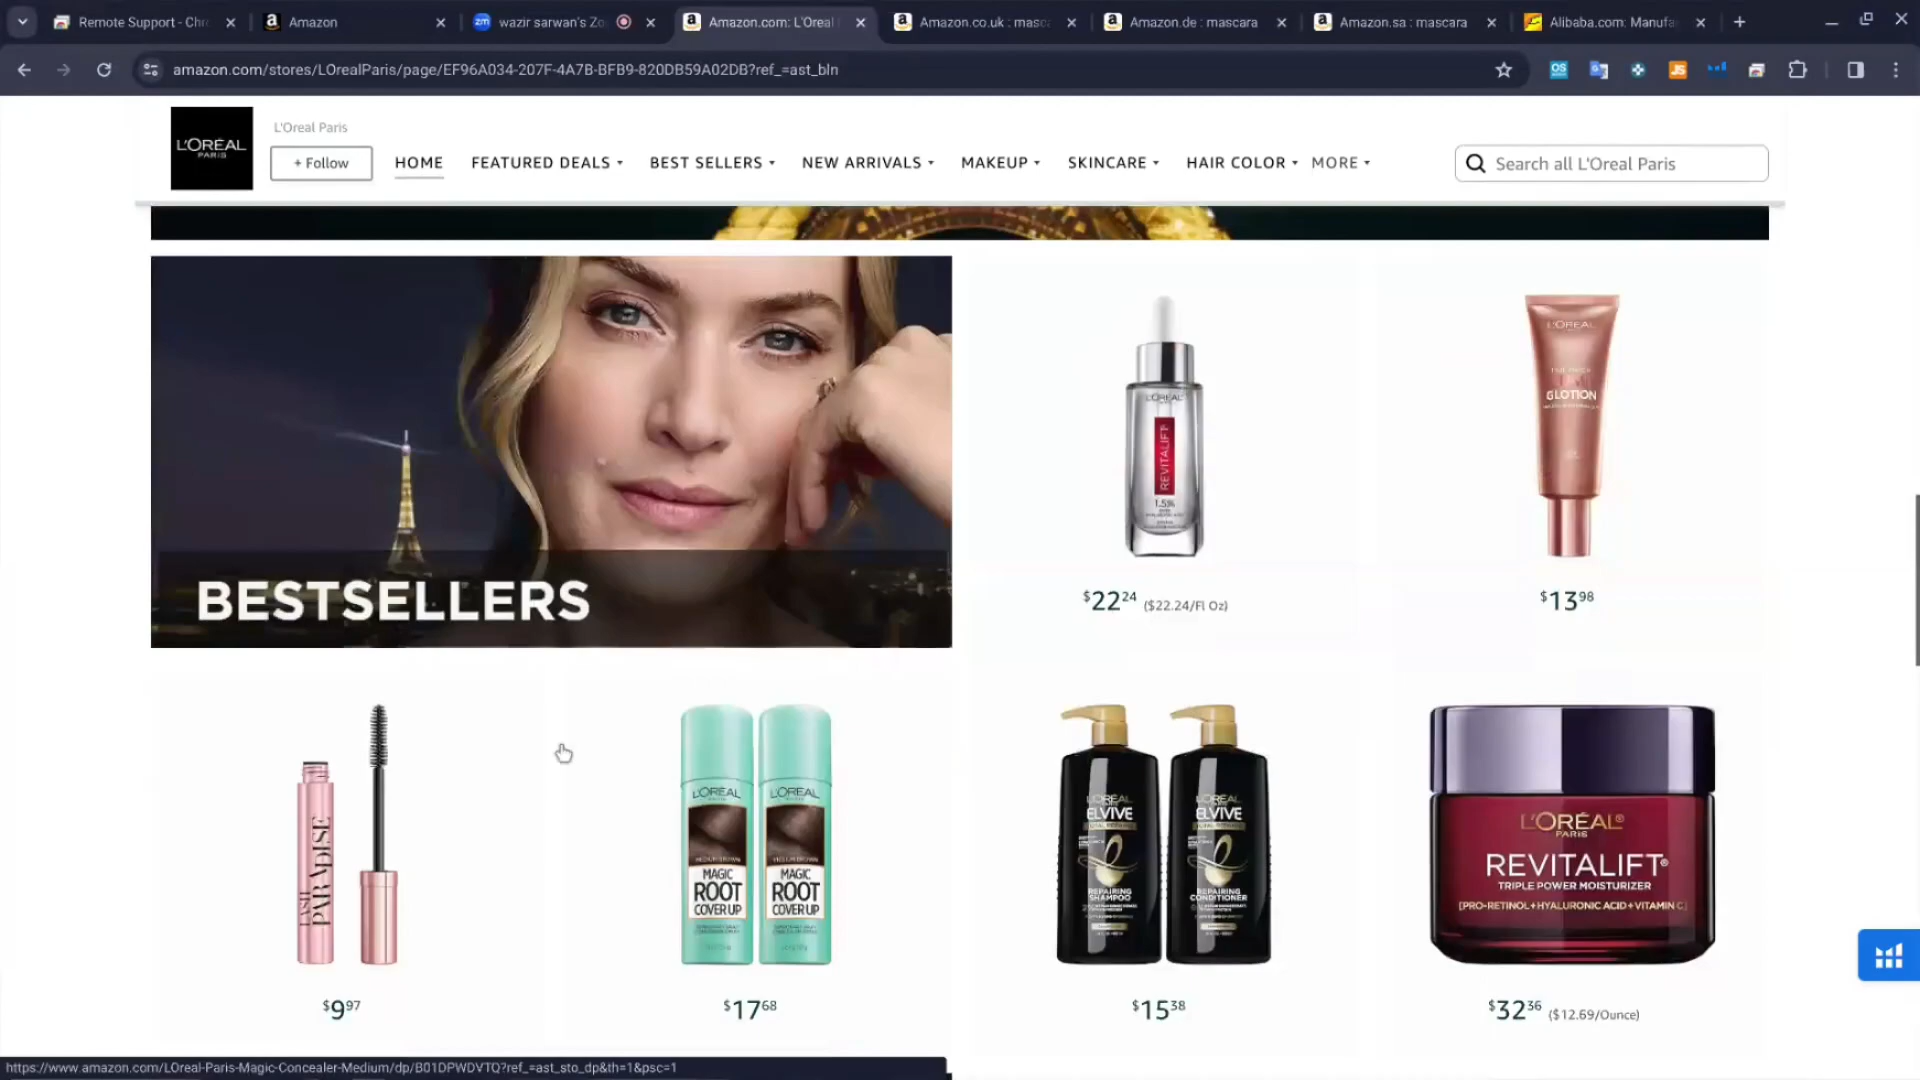 Remote Support - Chr
Amazon
wazir sarwan's Zo
Amazon.com: L'Oreal
Amazon.co.uk : masca
Amazon.de : mascara
Amazon.sa : mascara
Alibaba.com: Manufa
amazon.com/stores/LOrealParis/page/EF96A034-207F-4A7B-BFB9-820DB59A02DB?ref_=ast_bln
L'ORÉAL
PARIS
L'Oreal Paris
+ Follow
HOME
FEATURED DEALS
BEST SELLERS
NEW ARRIVALS
MAKEUP
SKINCARE
HAIR COLOR
MORE
Search all L'Oreal Paris
BESTSELLERS
L'ORÉAL
REVITALIFT
1.5%
$22.24 ($22.24/Fl Oz)
L'ORÉAL
GLOTION
$13.98
LASH
PARADISE
$9.97
L'ORÉAL
MEDIUM BROWN
MAGIC
ROOT
COVER UP
L'ORÉAL
MEDIUM BROWN
MAGIC
ROOT
COVER UP
$17.68
L'ORÉAL
ELVIVE
REPAIRING
SHAMPOO
L'ORÉAL
ELVIVE
REPAIRING
CONDITIONER
$15.38
L'ORÉAL
PARIS
REVITALIFT
TRIPLE POWER MOISTURIZER
[PRO-RETINOL+HYALURONIC ACID+VITAMIN C]
$32.36 ($12.69/Ounce)
https://www.amazon.com/LOreal-Paris-Magic-Concealer-Medium/dp/B01DPWDVTQ?ref_=ast_sto_dp&th=1&psc=1